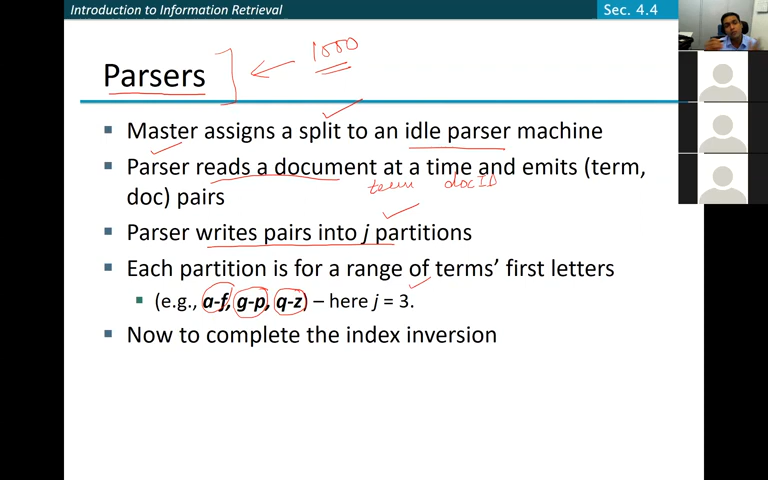 Introduction to Information Retrieval
Sec. 4.4
1000
Parsers
Master assigns a split to an idle parser machine
Parser reads a document at a time and emits (term,
term docID
doc) pairs
Parser writes pairs into j partitions
Each partition is for a range of terms' first letters
(e.g., a-f, g-p, q-z) – here j = 3.
Now to complete the index inversion